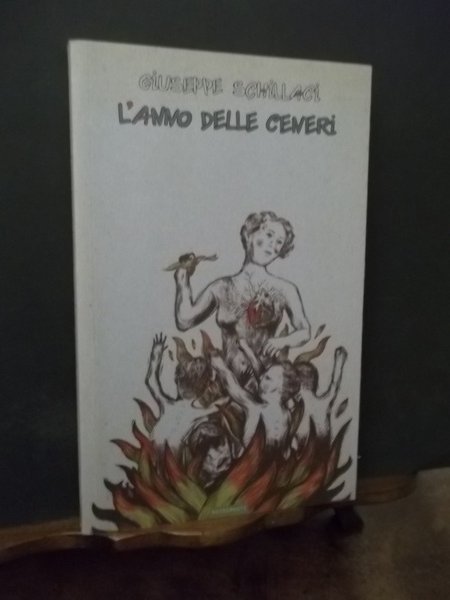 GIUSEPPE SCHILLACI
L'ANNO DELLE CENERI